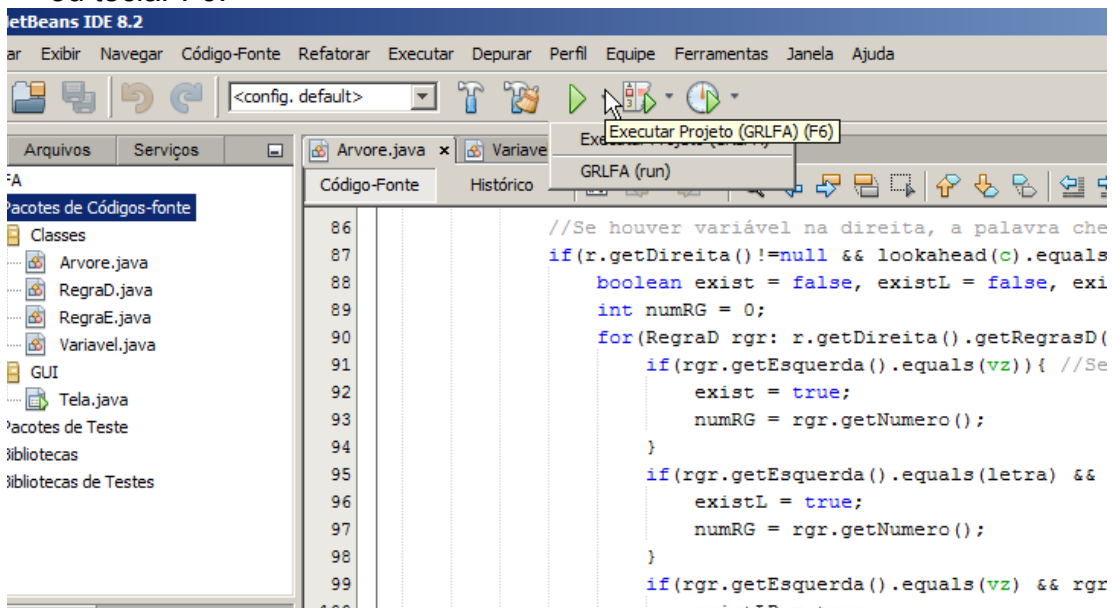 NetBeans IDE 8.2
ar Exibir Navegar Código-Fonte Refatorar Executar Depurar Perfil Equipe Ferramentas Janela Ajuda
<config. default>
Executar Projeto (GRLFA) (F6)
GRLFA (run)
Arquivos Serviços
Arvore.java Variave
Código-Fonte Histórico
FA
Pacotes de Códigos-fonte
Classes
Arvore.java
RegraD.java
RegraE.java
Variavel.java
GUI
Tela.java
Pacotes de Teste
Bibliotecas
Bibliotecas de Testes
86 //Se houver variável na direita, a palavra che
87 if(r.getDireita()!=null && lookahead(c).equals
88 boolean exist = false, existL = false, exi
89 int numRG = 0;
90 for(RegraD rgr: r.getDireita().getRegrasD(
91 if(rgr.getEsquerda().equals(vz)){ //Se
92 exist = true;
93 numRG = rgr.getNumero();
94 }
95 if(rgr.getEsquerda().equals(letra) &&
96 existL = true;
97 numRG = rgr.getNumero();
98 }
99 if(rgr.getEsquerda().equals(vz) && rgr